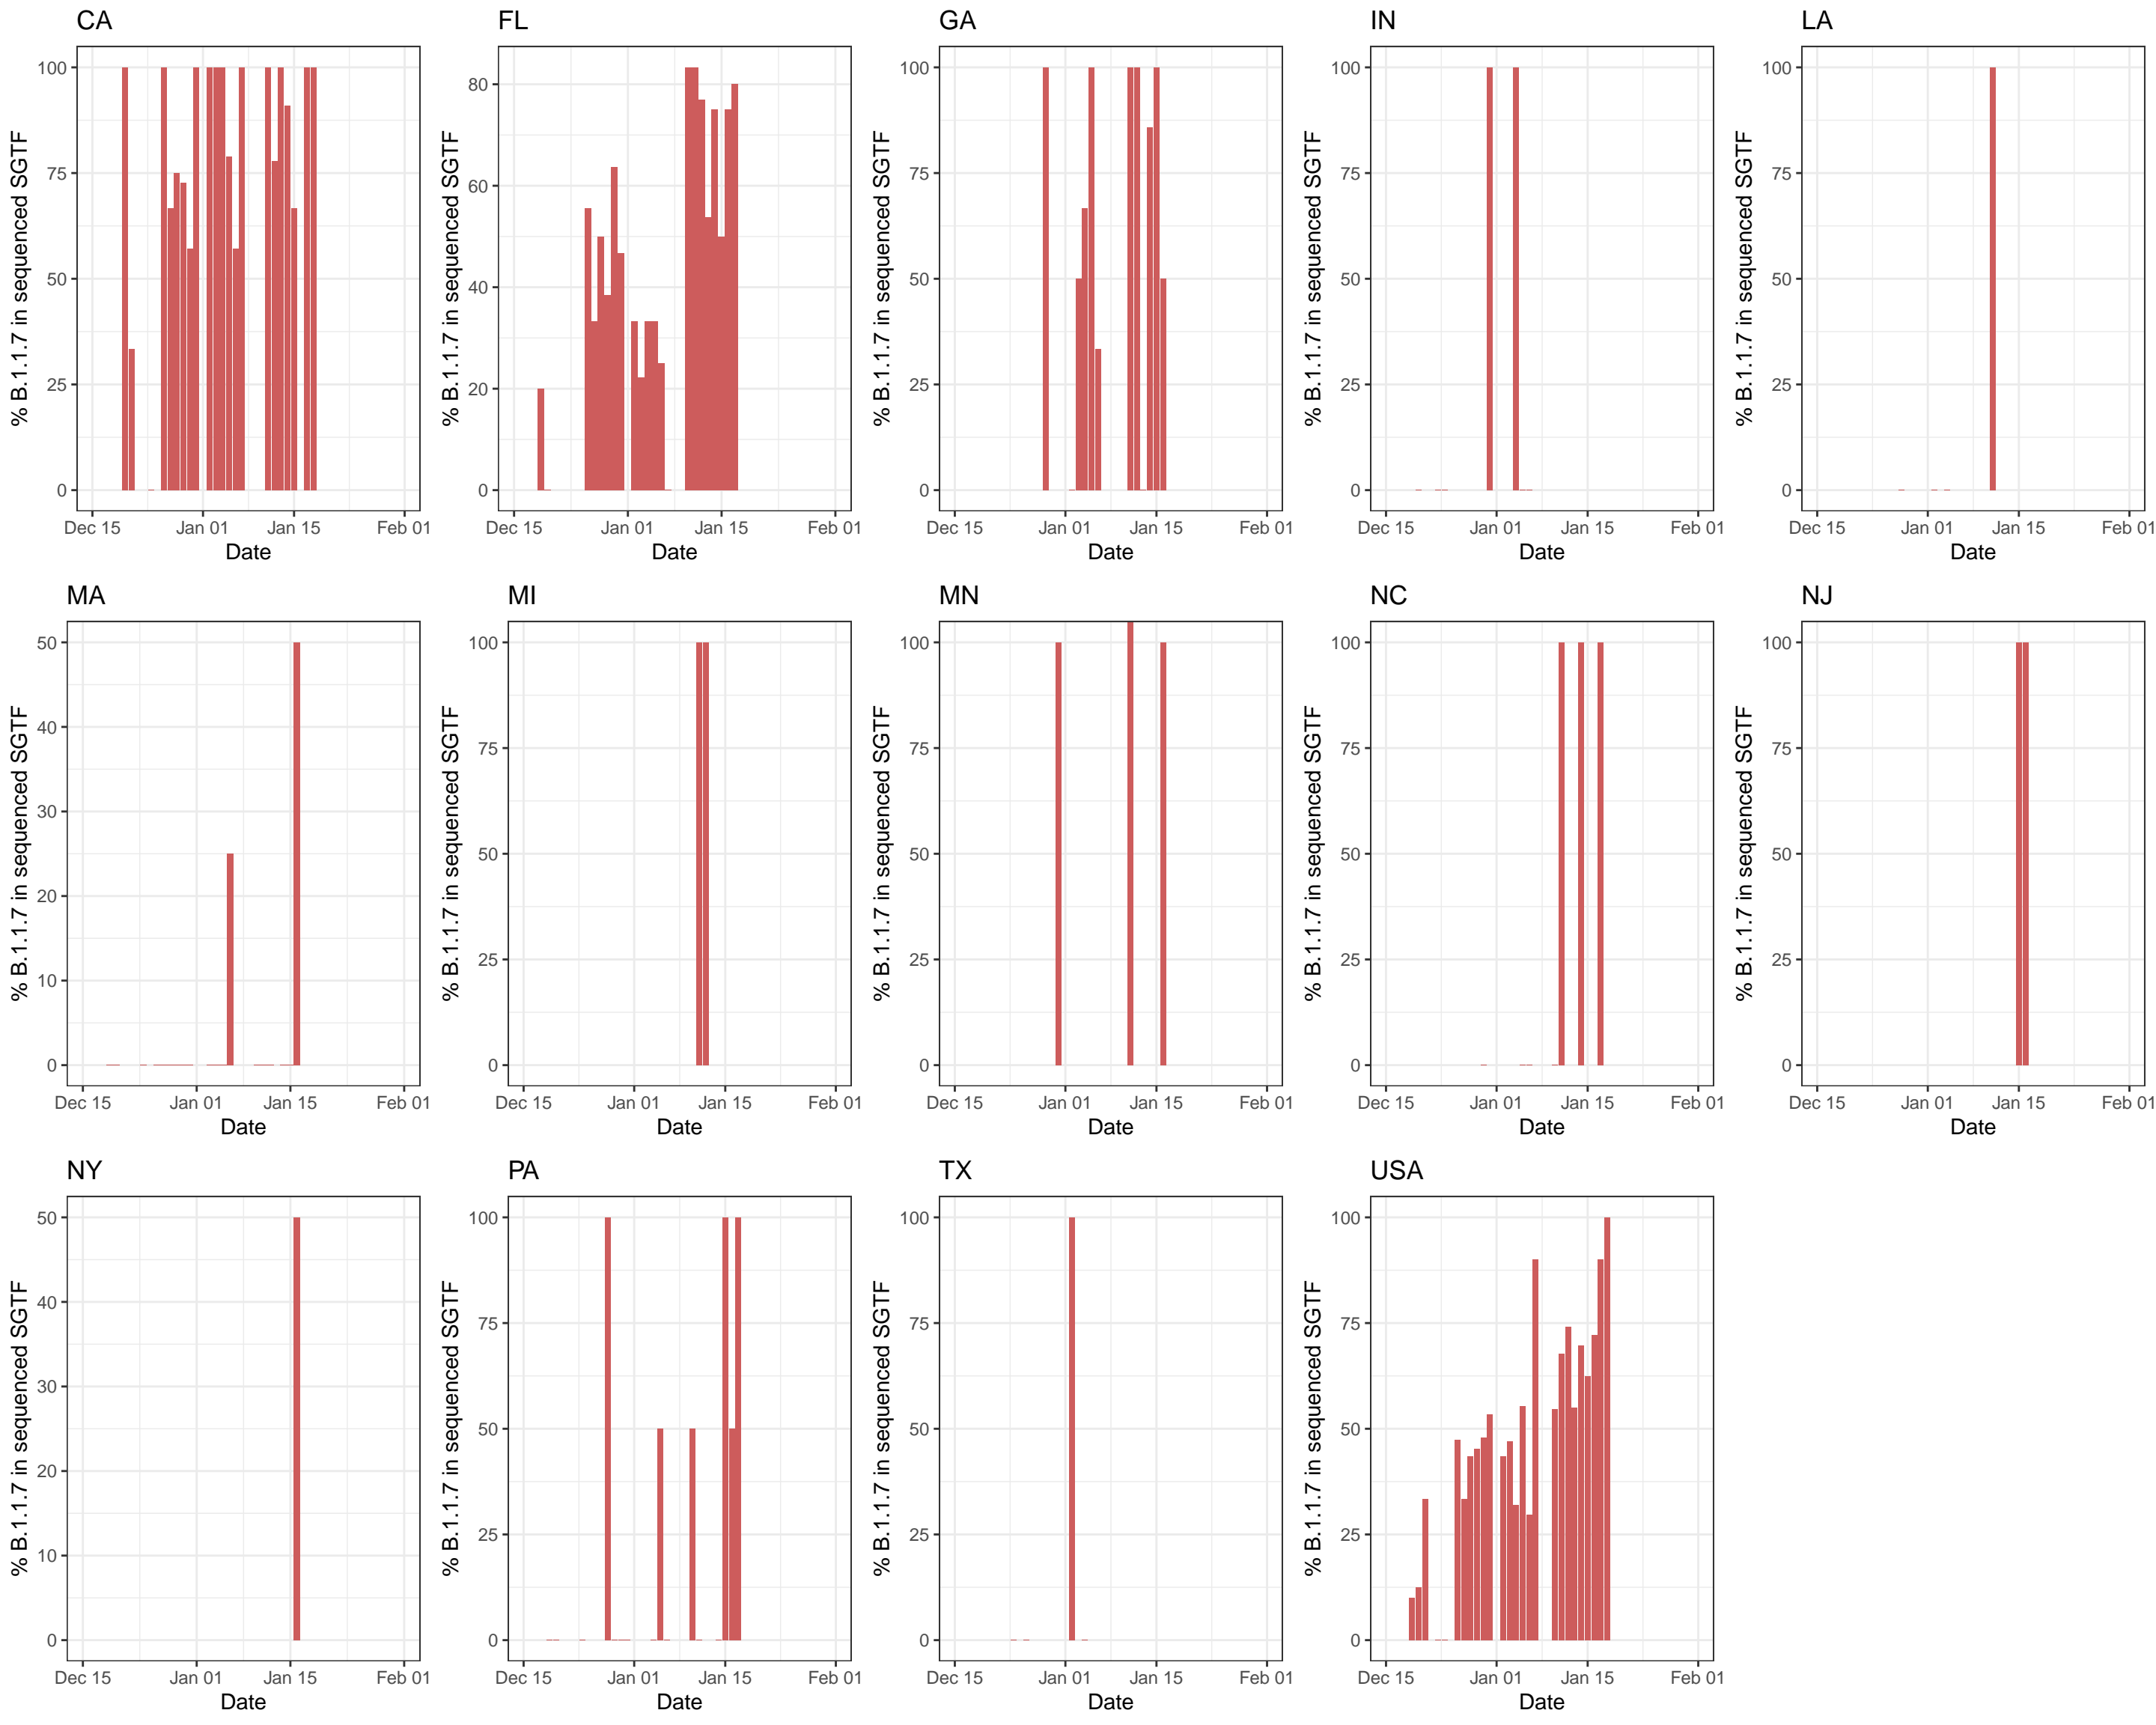 CA
% B.1.1.7 in sequenced SGTF
100
75
50
25
0
Dec 15 Jan 01 Jan 15 Feb 01
Date
FL
% B.1.1.7 in sequenced SGTF
80
60
40
20
0
Dec 15 Jan 01 Jan 15 Feb 01
Date
GA
% B.1.1.7 in sequenced SGTF
100
75
50
25
0
Dec 15 Jan 01 Jan 15 Feb 01
Date
IN
% B.1.1.7 in sequenced SGTF
100
75
50
25
0
Dec 15 Jan 01 Jan 15 Feb 01
Date
LA
% B.1.1.7 in sequenced SGTF
100
75
50
25
0
Dec 15 Jan 01 Jan 15 Feb 01
Date
MA
% B.1.1.7 in sequenced SGTF
50
40
30
20
10
0
Dec 15 Jan 01 Jan 15 Feb 01
Date
MI
% B.1.1.7 in sequenced SGTF
100
75
50
25
0
Dec 15 Jan 01 Jan 15 Feb 01
Date
MN
% B.1.1.7 in sequenced SGTF
100
75
50
25
0
Dec 15 Jan 01 Jan 15 Feb 01
Date
NC
% B.1.1.7 in sequenced SGTF
100
75
50
25
0
Dec 15 Jan 01 Jan 15 Feb 01
Date
NJ
% B.1.1.7 in sequenced SGTF
100
75
50
25
0
Dec 15 Jan 01 Jan 15 Feb 01
Date
NY
% B.1.1.7 in sequenced SGTF
50
40
30
20
10
0
Dec 15 Jan 01 Jan 15 Feb 01
Date
PA
% B.1.1.7 in sequenced SGTF
100
75
50
25
0
Dec 15 Jan 01 Jan 15 Feb 01
Date
TX
% B.1.1.7 in sequenced SGTF
100
75
50
25
0
Dec 15 Jan 01 Jan 15 Feb 01
Date
USA
% B.1.1.7 in sequenced SGTF
100
75
50
25
0
Dec 15 Jan 01 Jan 15 Feb 01
Date